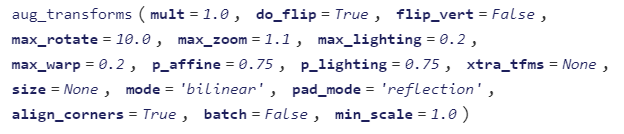 aug_transforms(mult=1.0, do_flip=True, flip_vert=False,
max_rotate=10.0, max_zoom=1.1, max_lighting=0.2,
max_warp=0.2, p_affine=0.75, p_lighting=0.75, xtra_tfms=None,
size=None, mode='bilinear', pad_mode='reflection',
align_corners=True, batch=False, min_scale=1.0)